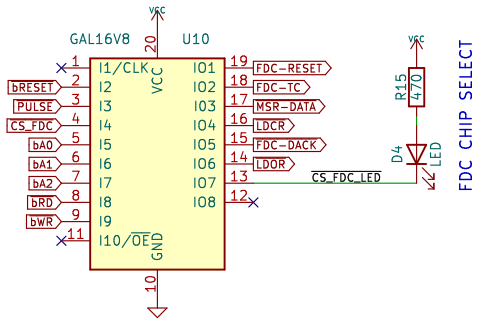 VCC
GAL16V8 U10
20
VCC
1 I1/CLK IO1 19 FDC-RESET
bRESET 2 I2 IO2 18 FDC-TC
PULSE 3 I3 IO3 17 MSR-DATA
CS_FDC 4 I4 IO4 16 LDCR
bA0 5 I5 IO5 15 FDC-DACK
bA1 6 I6 IO6 14 LDOR
bA2 7 I7 IO7 13 CS_FDC_LED
bRD 8 I8 IO8 12
bWR 9 I9
11 I10/OE
GND
10
VCC
R15
470
D4
LED
FDC CHIP SELECT